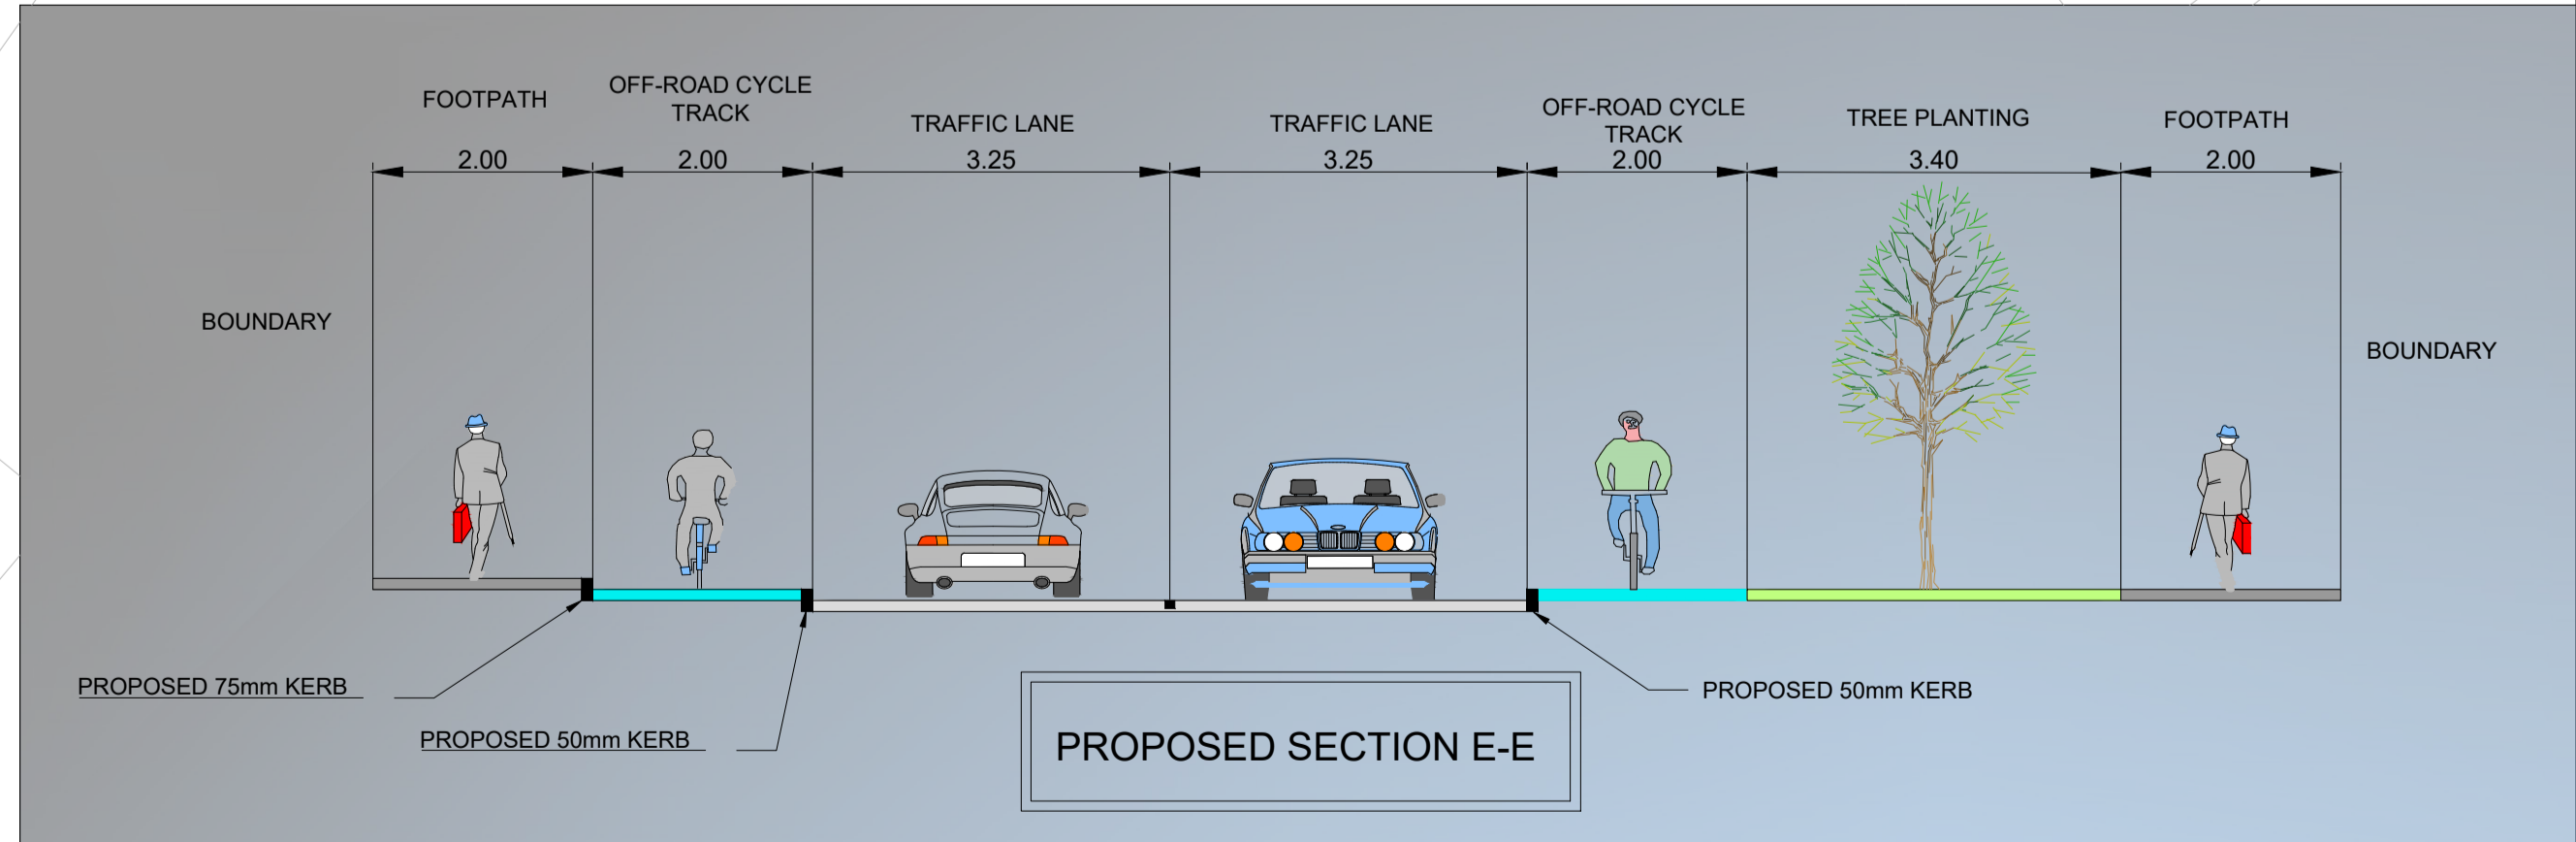 FOOTPATH
OFF-ROAD CYCLE
TRACK
TRAFFIC LANE
TRAFFIC LANE
OFF-ROAD CYCLE
TRACK
TREE PLANTING
FOOTPATH
2.00
2.00
3.25
3.25
2.00
3.40
2.00
BOUNDARY
BOUNDARY
PROPOSED 75mm KERB
PROPOSED 50mm KERB
PROPOSED 50mm KERB
PROPOSED SECTION E-E